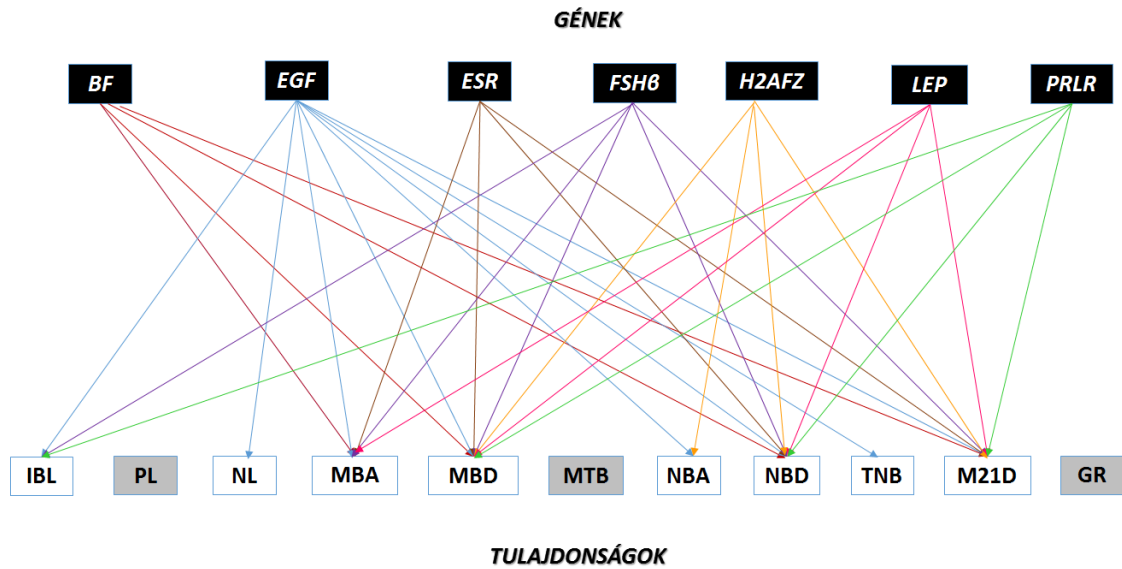 GÉNEK
BF EGF ESR FSHβ H2AFZ LEP PRLR
IBL PL NL MBA MBD MTB NBA NBD TNB M21D GR
TULAJDONSÁGOK